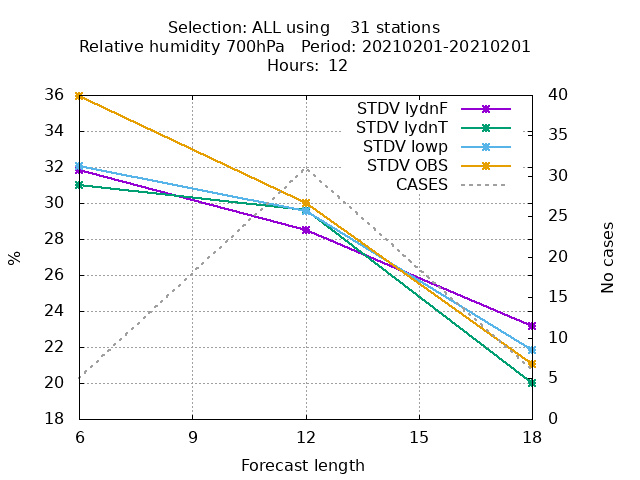 Selection: ALL using    31 stations
Relative humidity 700hPa   Period: 20210201-20210201
Hours: 12
36 40
STDV lydnF
34 35
STDV lydnT
STDV lowp
32 30
STDV OBS
CASES
30 25
28
26 20
24 15
22 10
20 5
18 0
%
No cases
6 9 12 15 18
Forecast length